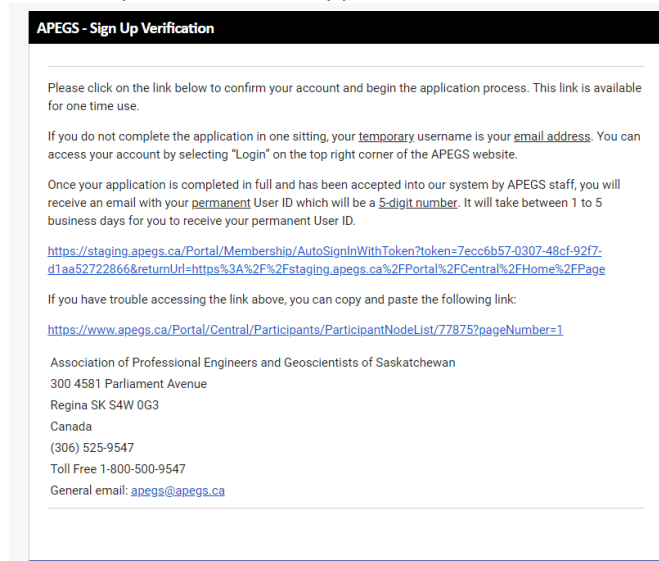 APEGS - Sign Up Verification
Please click on the link below to confirm your account and begin the application process. This link is available
for one time use.
If you do not complete the application in one sitting, your temporary username is your email address. You can
access your account by selecting "Login" on the top right corner of the APEGS website.
Once your application is completed in full and has been accepted into our system by APEGS staff, you will
receive an email with your permanent User ID which will be a 5-digit number. It will take between 1 to 5
business days for you to receive your permanent User ID.
https://staging.apegs.ca/Portal/Membership/AutoSignInWithToken?token=7ecc6b57-0307-48cf-92f7-
d1aa52722866&returnUrl=https%3A%2F%2Fstaging.apegs.ca%2FPortal%2FCentral%2FHome%2FPage
If you have trouble accessing the link above, you can copy and paste the following link:
https://www.apegs.ca/Portal/Central/Participants/ParticipantNodeList/77875?pageNumber=1
Association of Professional Engineers and Geoscientists of Saskatchewan
300 4581 Parliament Avenue
Regina SK S4W 0G3
Canada
(306) 525-9547
Toll Free 1-800-500-9547
General email: apegs@apegs.ca